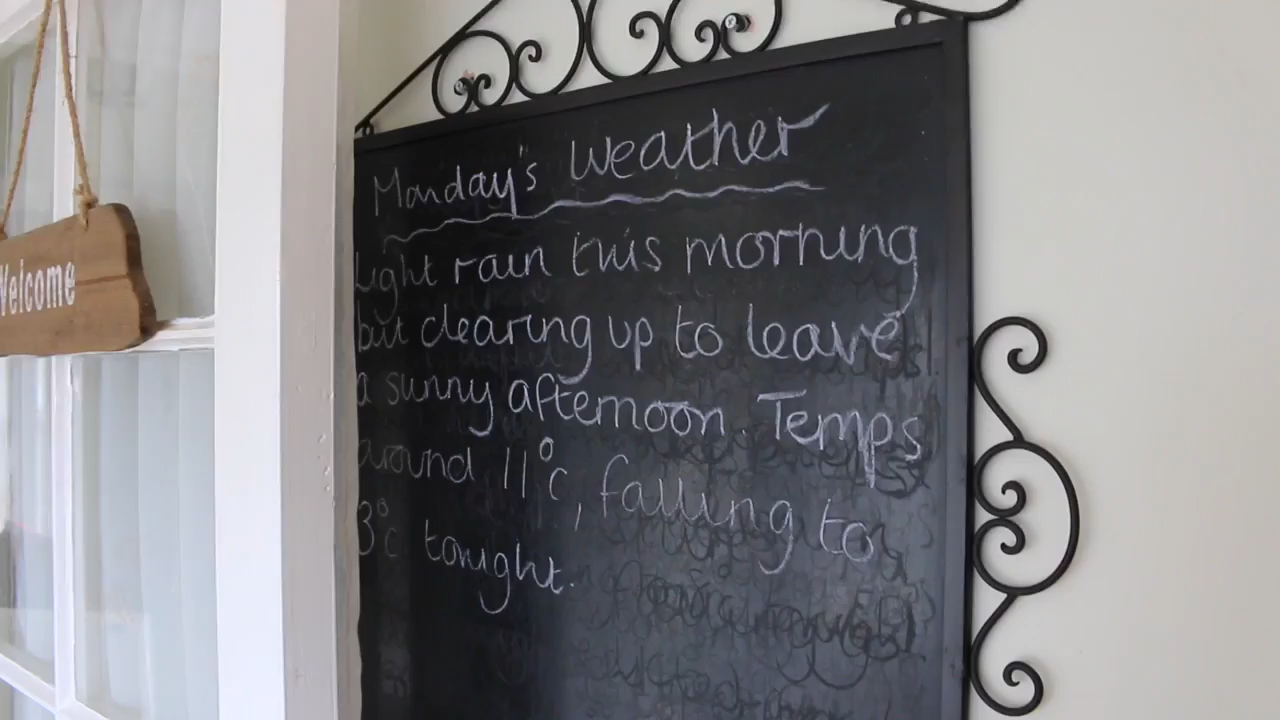 Welcome
Monday's Weather
Light rain this morning
but clearing up to leave
a sunny afternoon. Temps
around 11°c, falling to
3°c tonight.